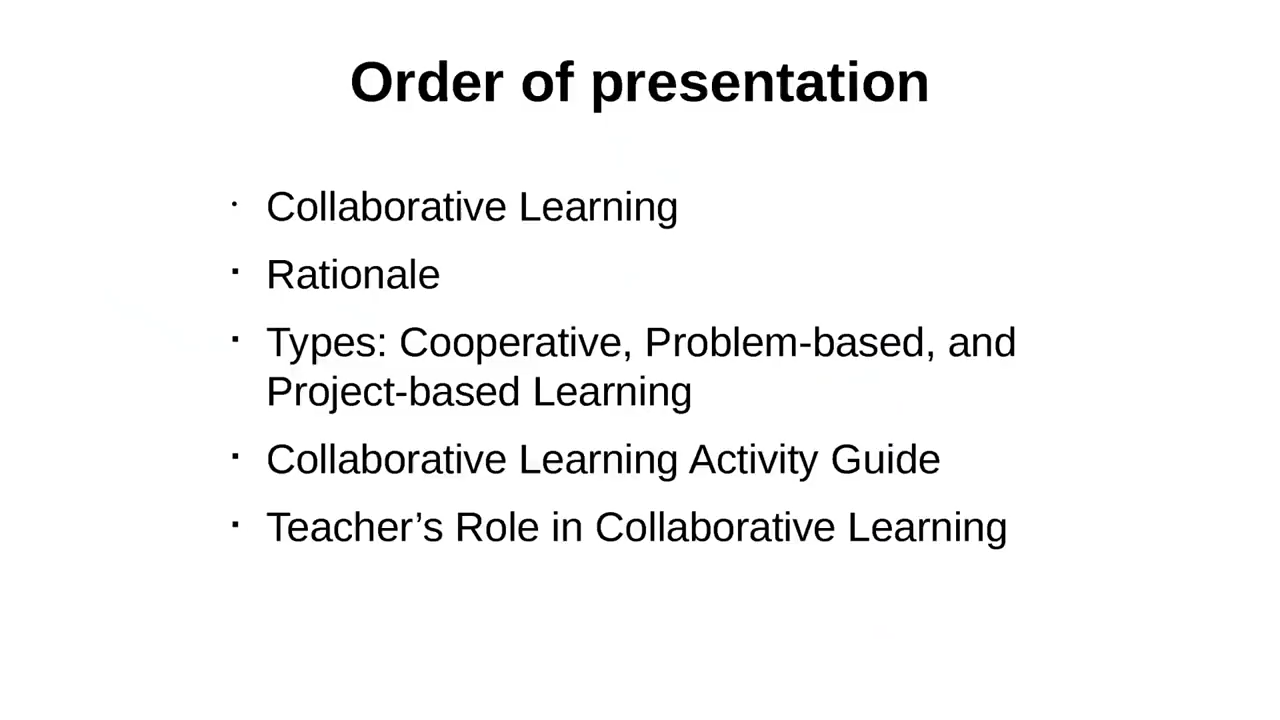 Order of presentation
· Collaborative Learning
▪ Rationale
▪ Types: Cooperative, Problem-based, and
Project-based Learning
▪ Collaborative Learning Activity Guide
▪ Teacher’s Role in Collaborative Learning